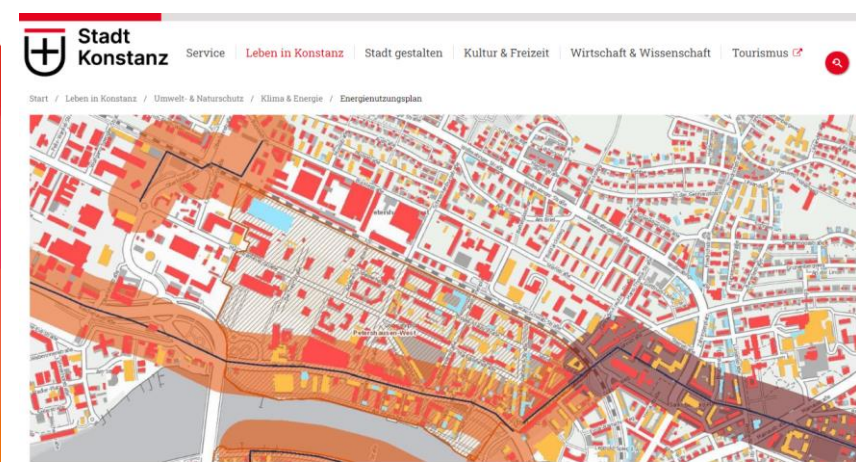 Stadt
Konstanz
Service
Leben in Konstanz
Stadt gestalten
Kultur & Freizeit
Wirtschaft & Wissenschaft
Tourismus
Start / Leben in Konstanz / Umwelt- & Naturschutz / Klima & Energie / Energienutzungsplan
Petershausen-West